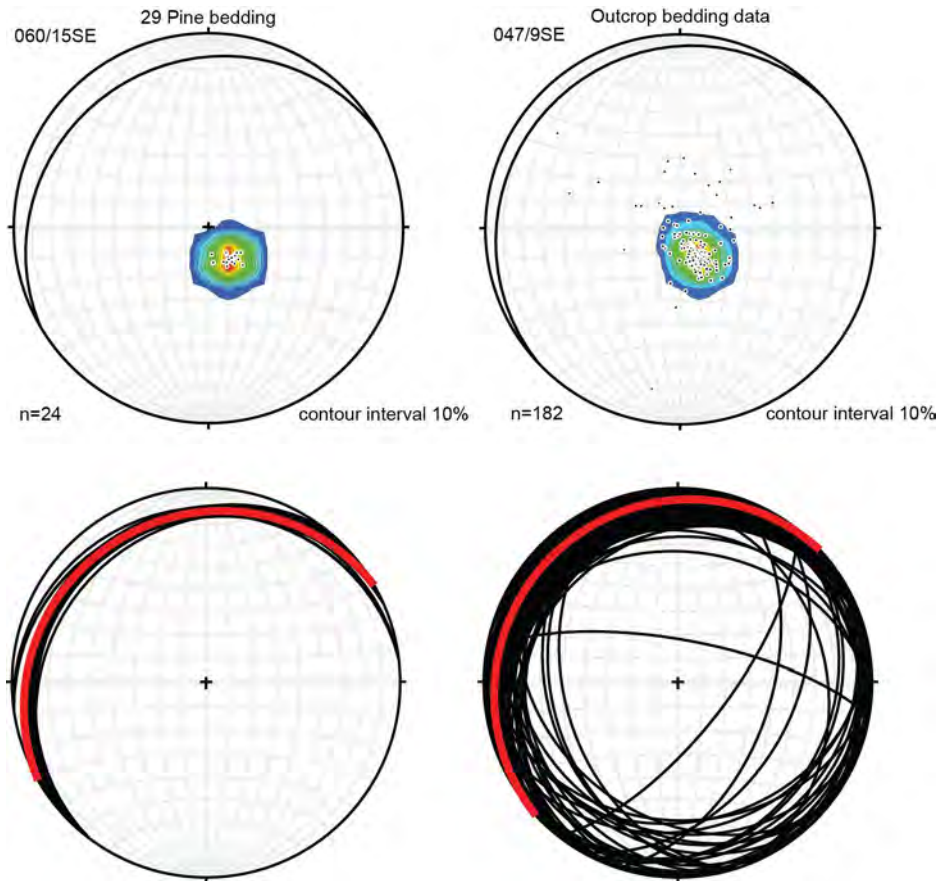 29 Pine bedding
060/15SE
n=24
contour interval 10%
Outcrop bedding data
047/9SE
n=182
contour interval 10%